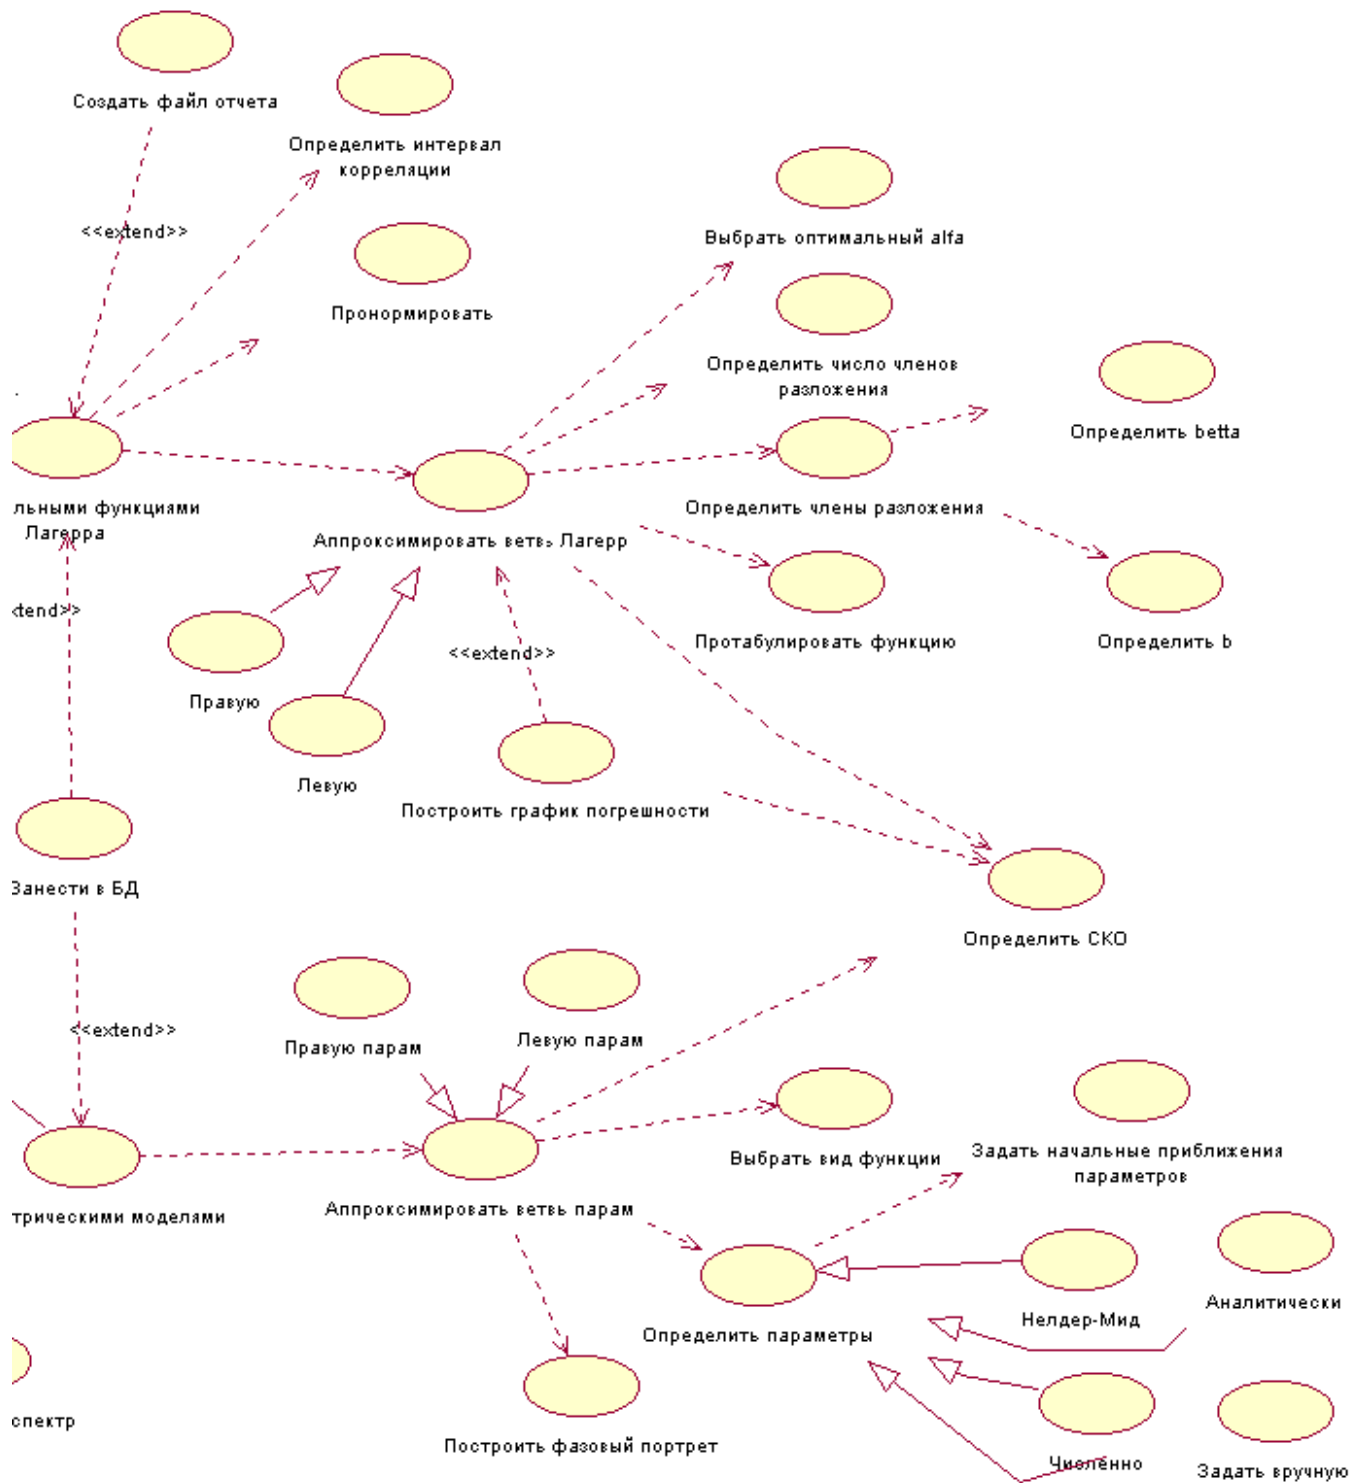 Создать файл отчета
Определить интервал
корреляции
<<extend>>
Выбрать оптимальный alfa
Пронормировать
Определить число членов
разложения
Определить betta
льными функциями
Лагерра
Определить члены разложения
Аппроксимировать ветвь Лагерр
tend>>
Протабулировать функцию
Определить b
<<extend>>
Правую
Левую
Построить график погрешности
Занести в БД
Определить СКО
<<extend>>
Правую парам
Левую парам
Выбрать вид функции
Задать начальные приближения
параметров
Аппроксимировать ветвь парам
трическими моделями
Нелдер-Мид
Аналитически
Определить параметры
спектр
Построить фазовый портрет
Численно
Задать вручную